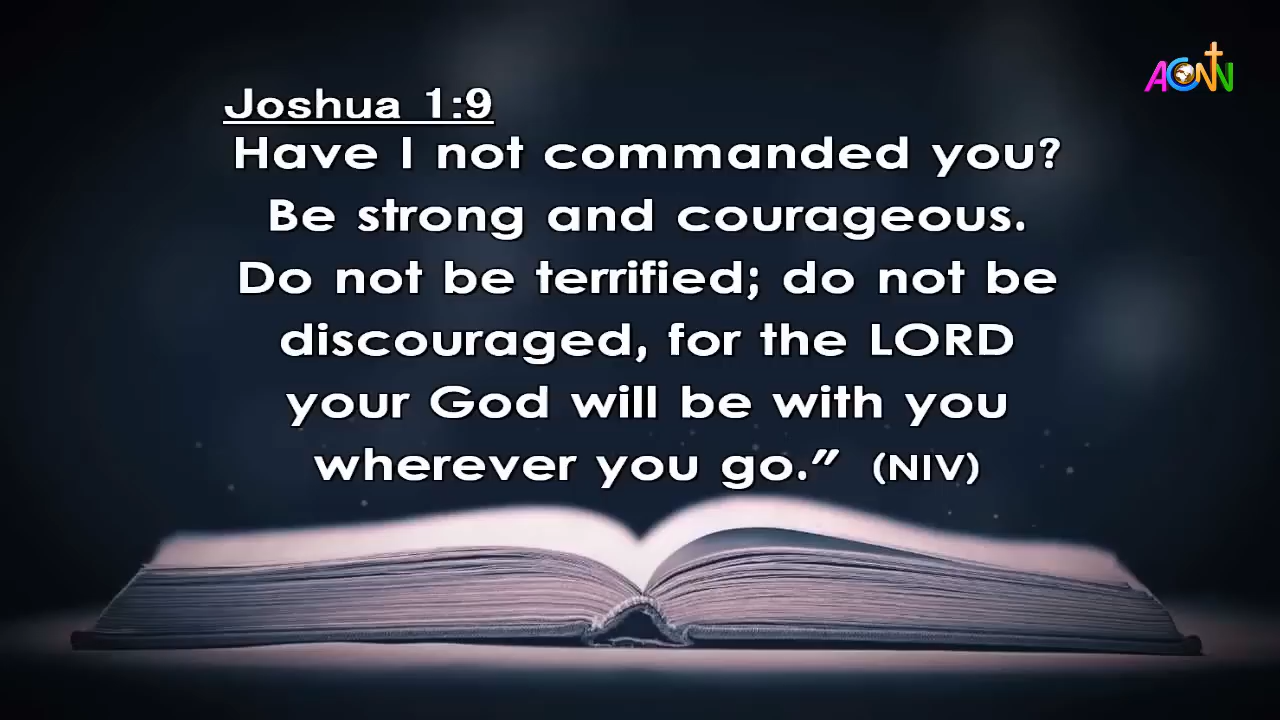 ACNN
Joshua 1:9
Have I not commanded you?
Be strong and courageous.
Do not be terrified; do not be
discouraged, for the LORD
your God will be with you
wherever you go.” (NIV)